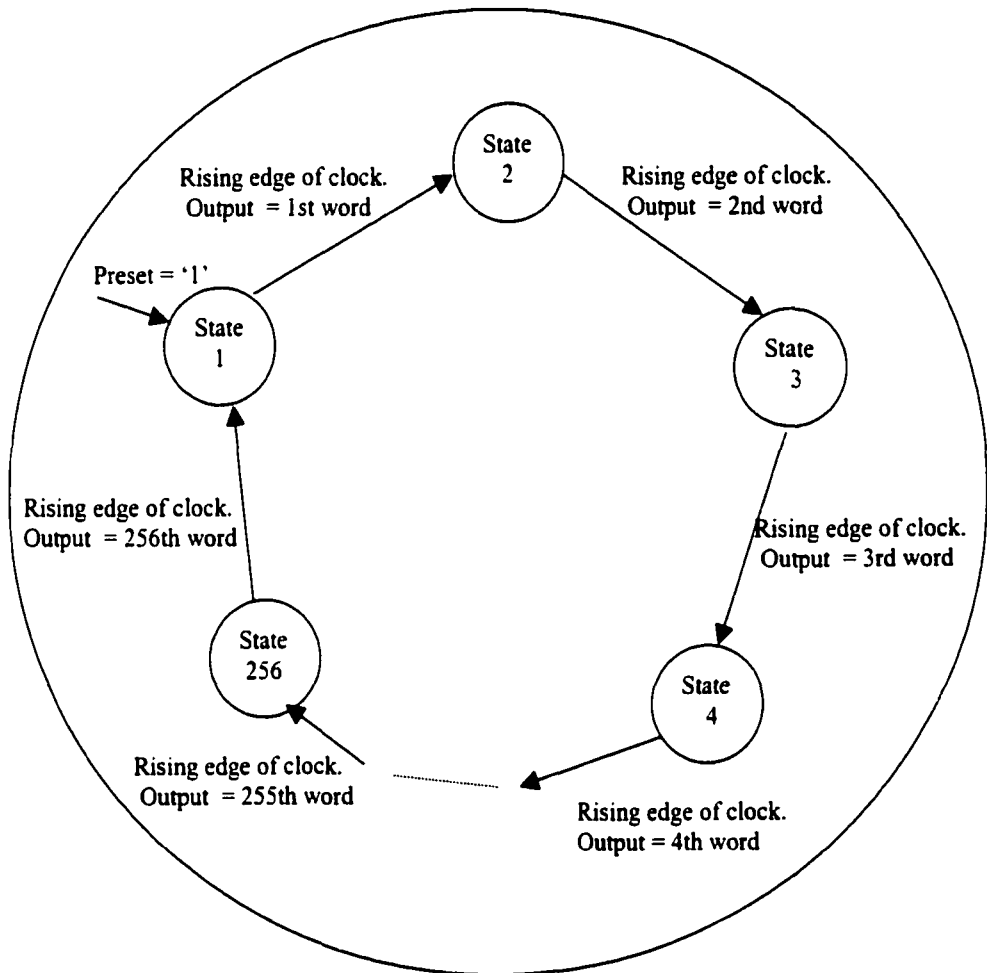 State
2
Rising edge of clock.
Output = 1st word
Rising edge of clock.
Output = 2nd word
Preset = ‘1’
State
1
State
3
Rising edge of clock.
Output = 256th word
Rising edge of clock.
Output = 3rd word
State
256
State
4
Rising edge of clock.
Output = 255th word
Rising edge of clock.
Output = 4th word